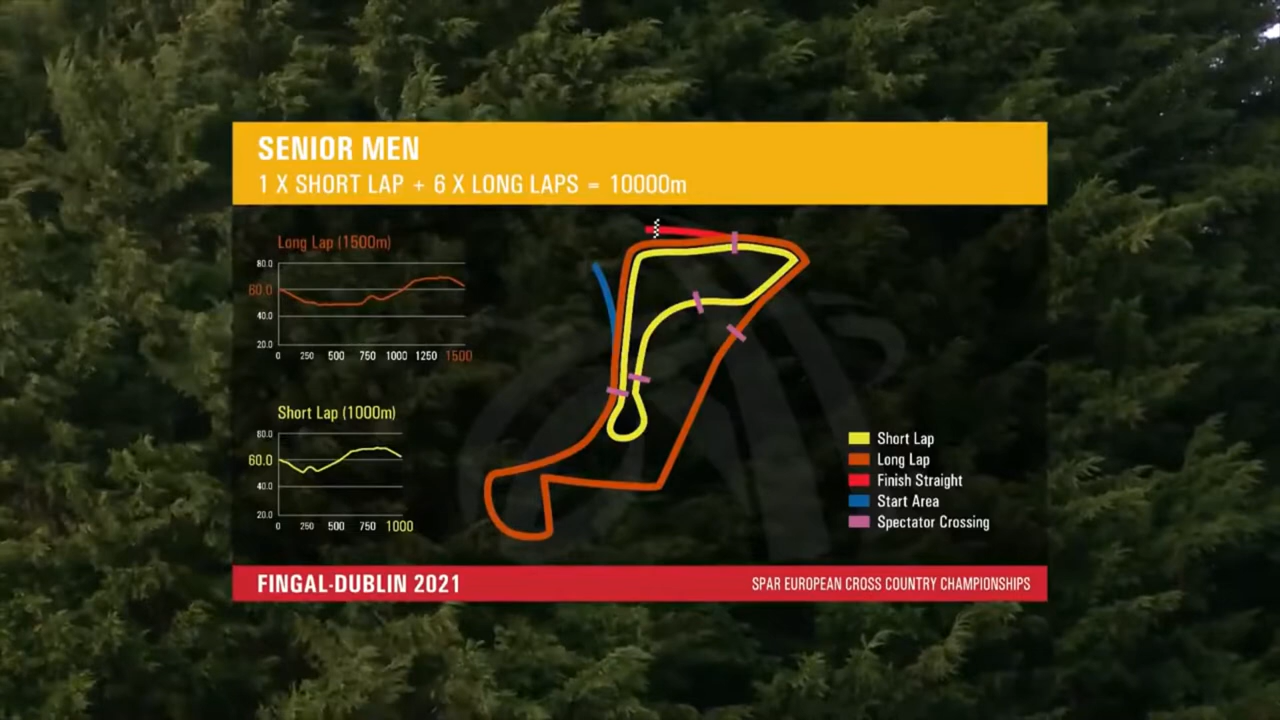 SENIOR MEN
1 X SHORT LAP + 6 X LONG LAPS = 10000m
Long Lap (1500m)
80.0
60.0
40.0
20.0
0 250 500 750 1000 1250 1500
Short Lap (1000m)
80.0
60.0
40.0
20.0
0 250 500 750 1000
Short Lap
Long Lap
Finish Straight
Start Area
Spectator Crossing
FINGAL-DUBLIN 2021
SPAR EUROPEAN CROSS COUNTRY CHAMPIONSHIPS